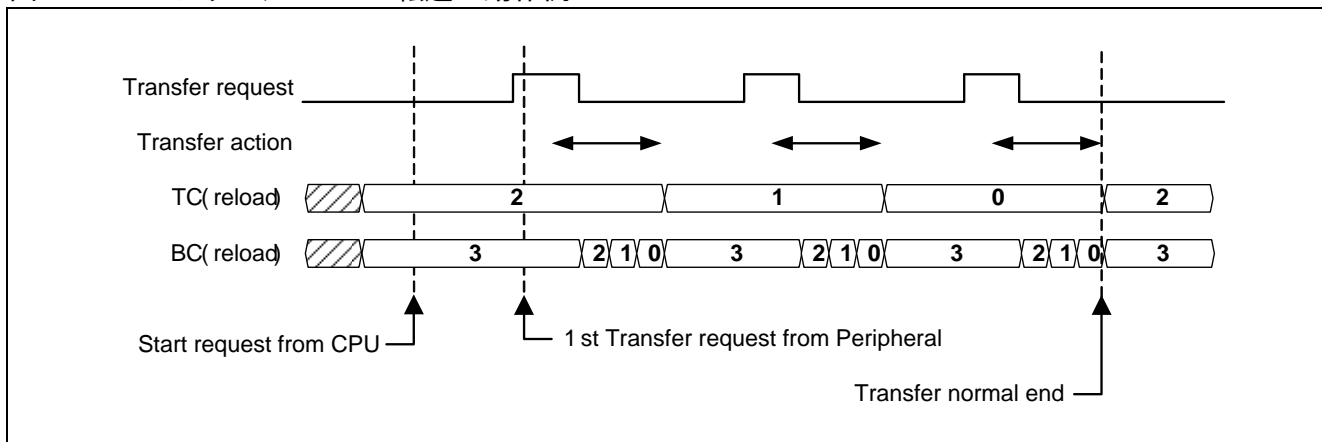 Transfer request
Transfer action
TC( reload) 2 1 0 2
BC( reload) 3 2 1 0 3 2 1 0 3 2 1 0 3
Start request from CPU
1 st Transfer request from Peripheral
Transfer normal end